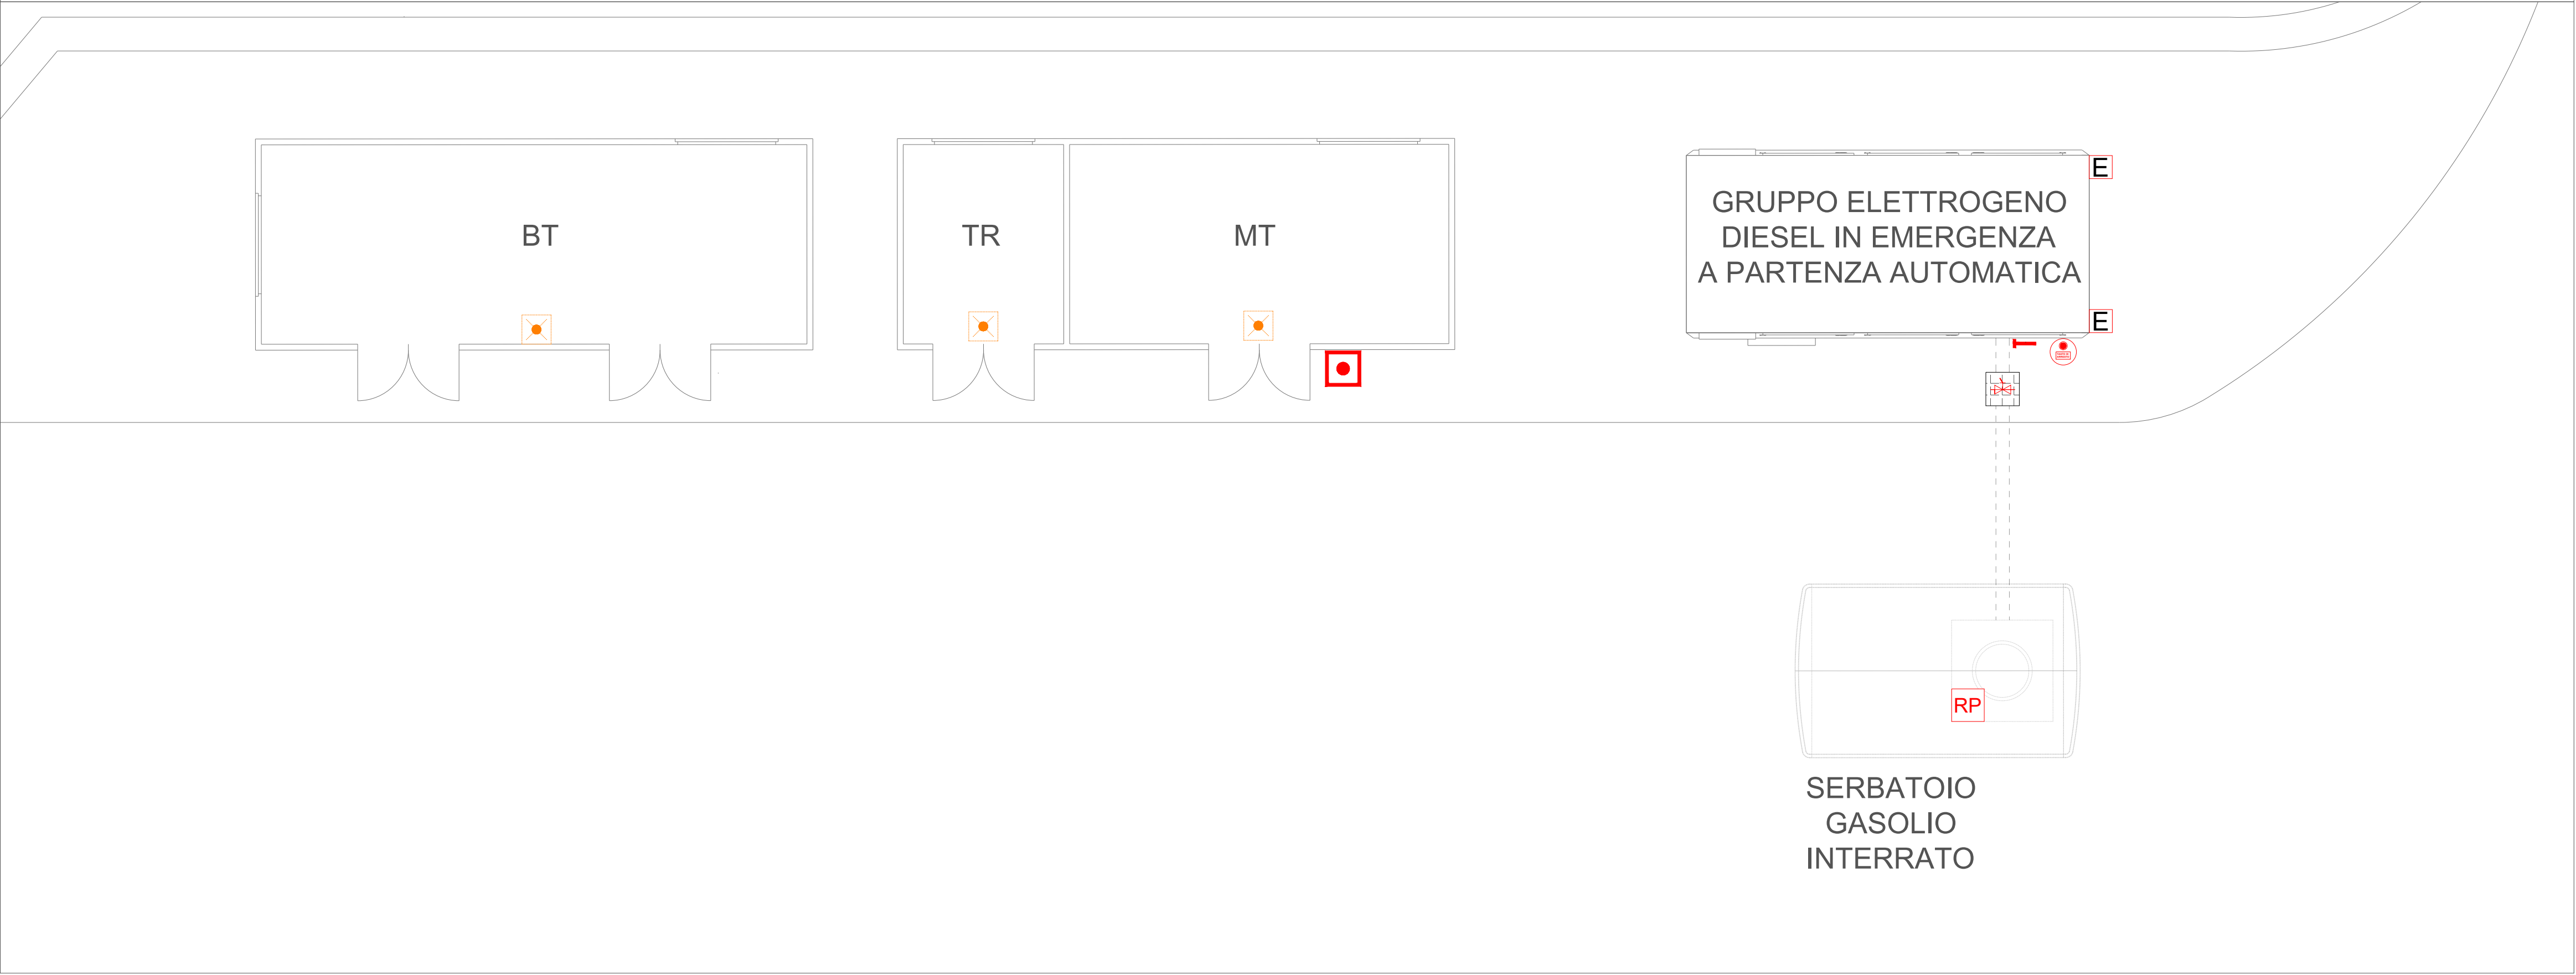 BT
TR
MT
GRUPPO ELETTROGENO
DIESEL IN EMERGENZA
A PARTENZA AUTOMATICA
E
E
RP
SERBATOIO
GASOLIO
INTERRATO